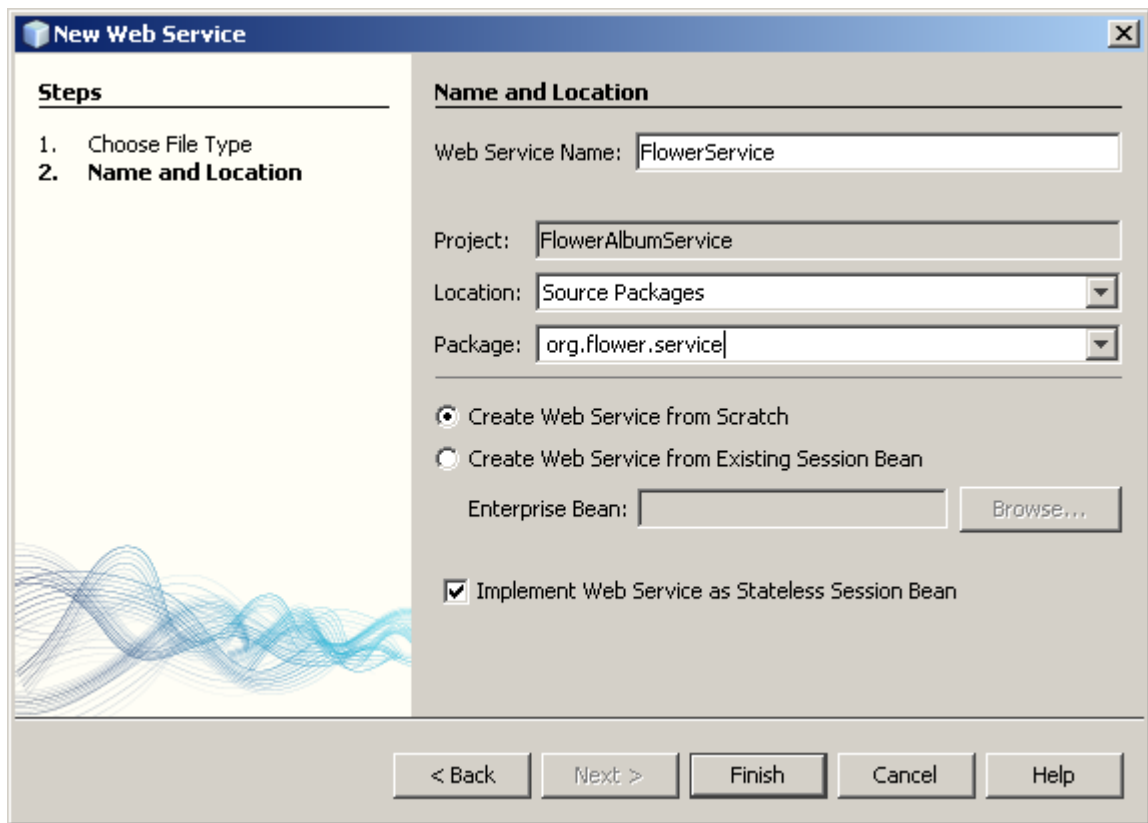 New Web Service
Steps
1. Choose File Type
2. Name and Location
Name and Location
Web Service Name: FlowerService
Project: FlowerAlbumService
Location: Source Packages
Package: org.flower.service
Create Web Service from Scratch
Create Web Service from Existing Session Bean
Enterprise Bean: Browse...
Implement Web Service as Stateless Session Bean
< Back Next > Finish Cancel Help